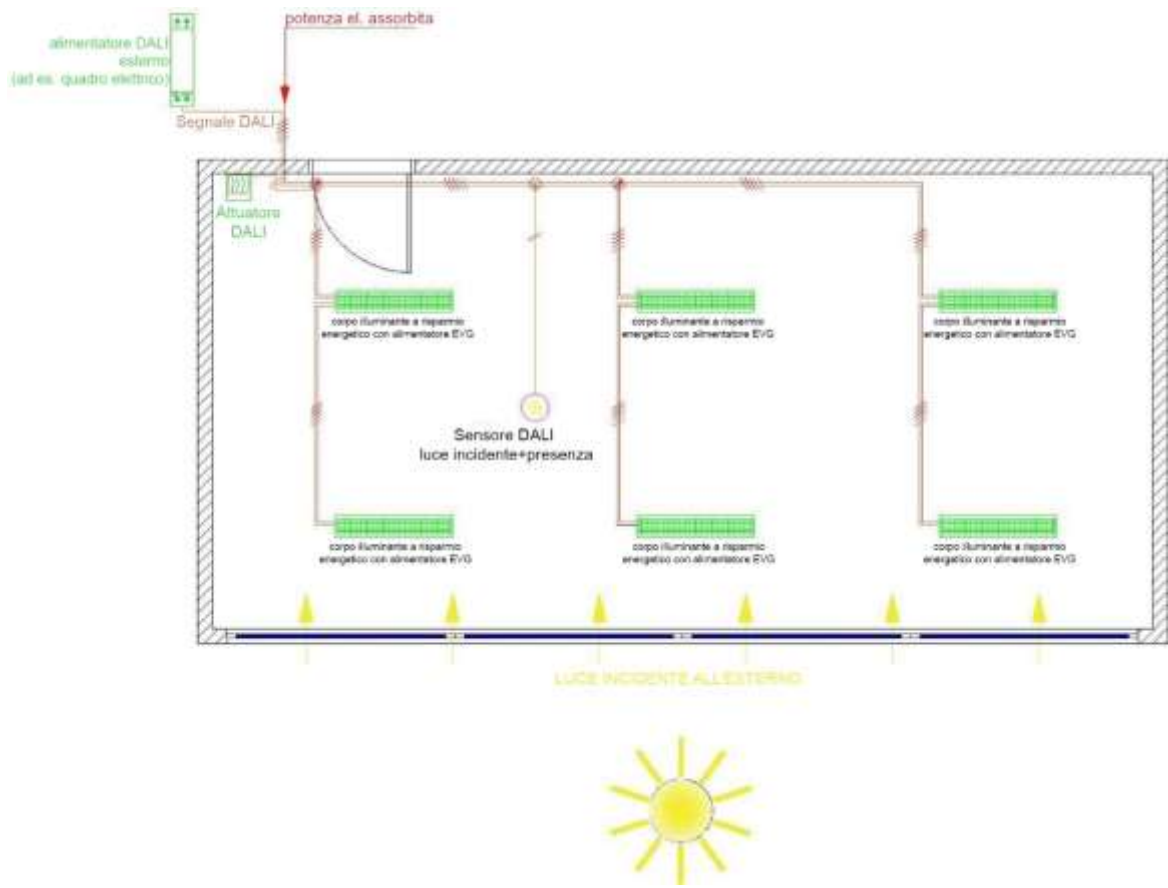 potenza el. assorbita
alimentatore DALI
esterno
(ad es. quadro elettrico)
Segnale DALI
Attuatore
DALI
corpo illuminante a risparmio
energetico con alimentatore EVG
corpo illuminante a risparmio
energetico con alimentatore EVG
corpo illuminante a risparmio
energetico con alimentatore EVG
Sensore DALI
luce incidente+presenza
corpo illuminante a risparmio
energetico con alimentatore EVG
corpo illuminante a risparmio
energetico con alimentatore EVG
corpo illuminante a risparmio
energetico con alimentatore EVG
LUCE INCIDENTE ALL'ESTERNO